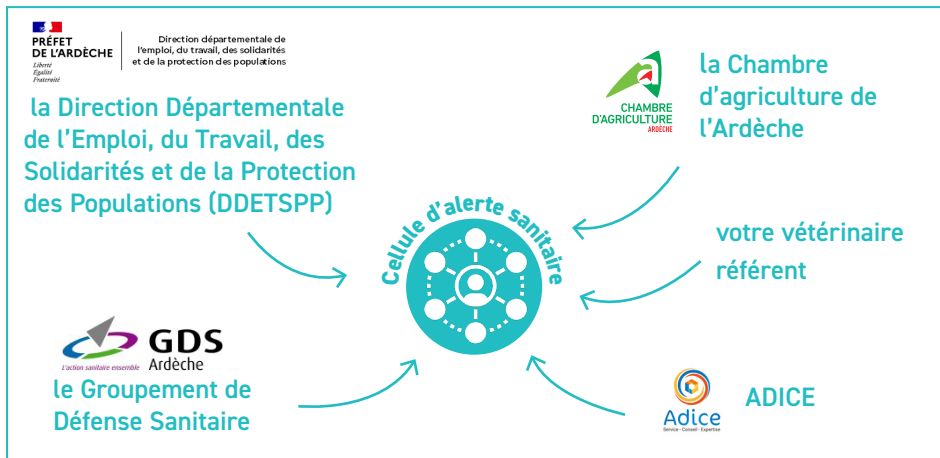 PRÉFET
DE L'ARDÈCHE
Liberté
Égalité
Fraternité
Direction départementale de
l'emploi, du travail, des solidarités
et de la protection des populations
la Direction Départementale
de l'Emploi, du Travail, des
Solidarités et de la Protection
des Populations (DDETSPP)
CHAMBRE
D'AGRICULTURE
ARDÈCHE
la Chambre
d'agriculture de
l'Ardèche
Cellule d'alerte sanitaire
votre vétérinaire
référent
GDS
Ardèche
L'action sanitaire ensemble
le Groupement de
Défense Sanitaire
Adice
Service - Conseil - Expertise
ADICE